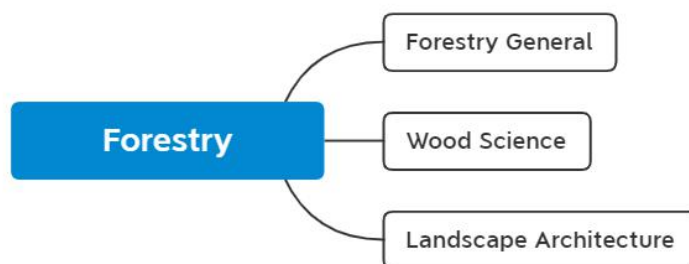 Forestry General
Forestry
Wood Science
Landscape Architecture